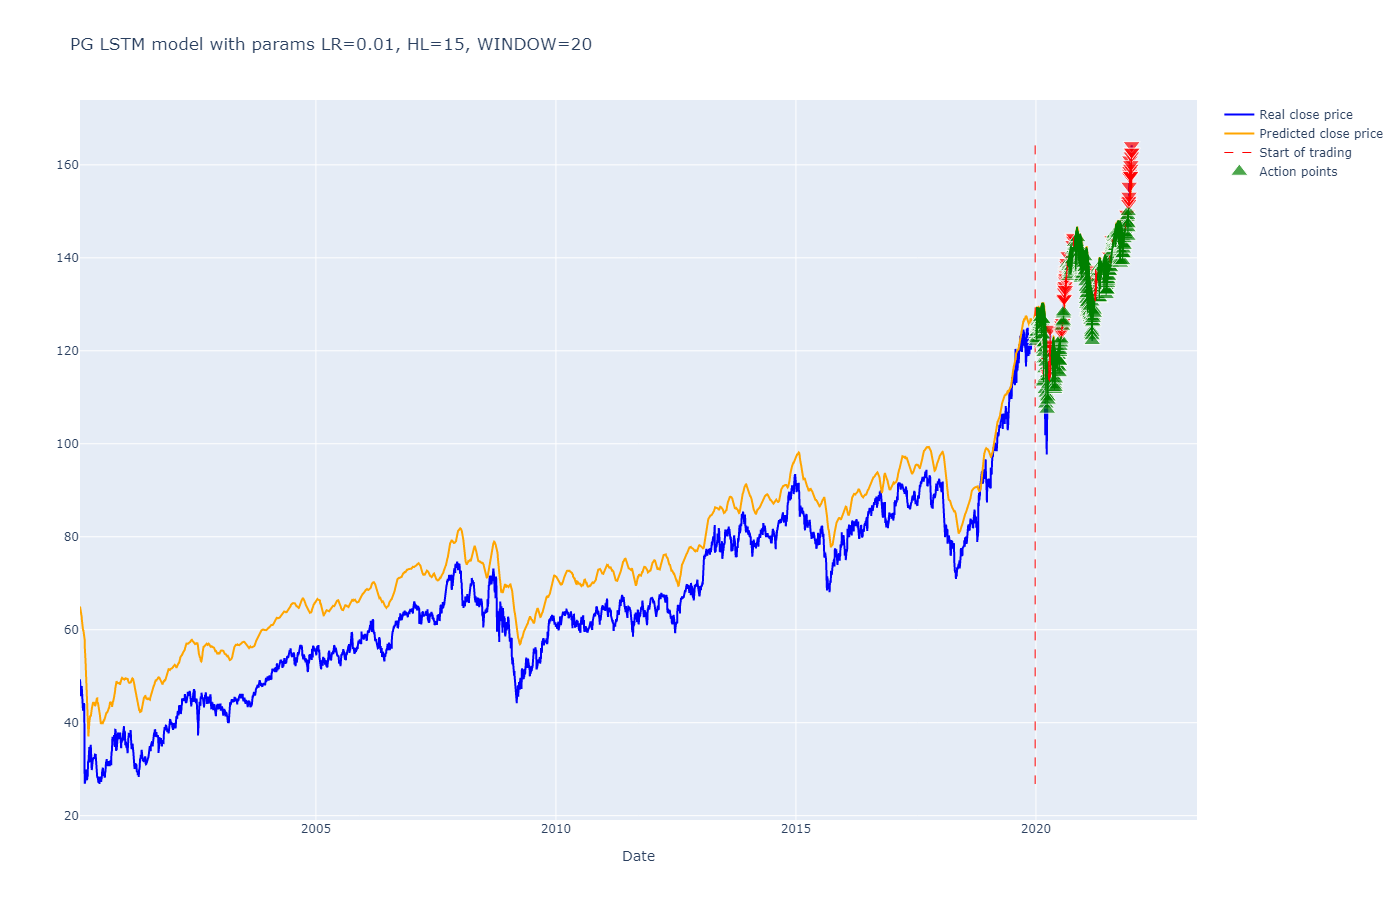 PG LSTM model with params LR=0.01, HL=15, WINDOW=20
Real close price
Predicted close price
Start of trading
Action points
160
140
120
100
80
60
40
20
2005
2010
2015
2020
Date